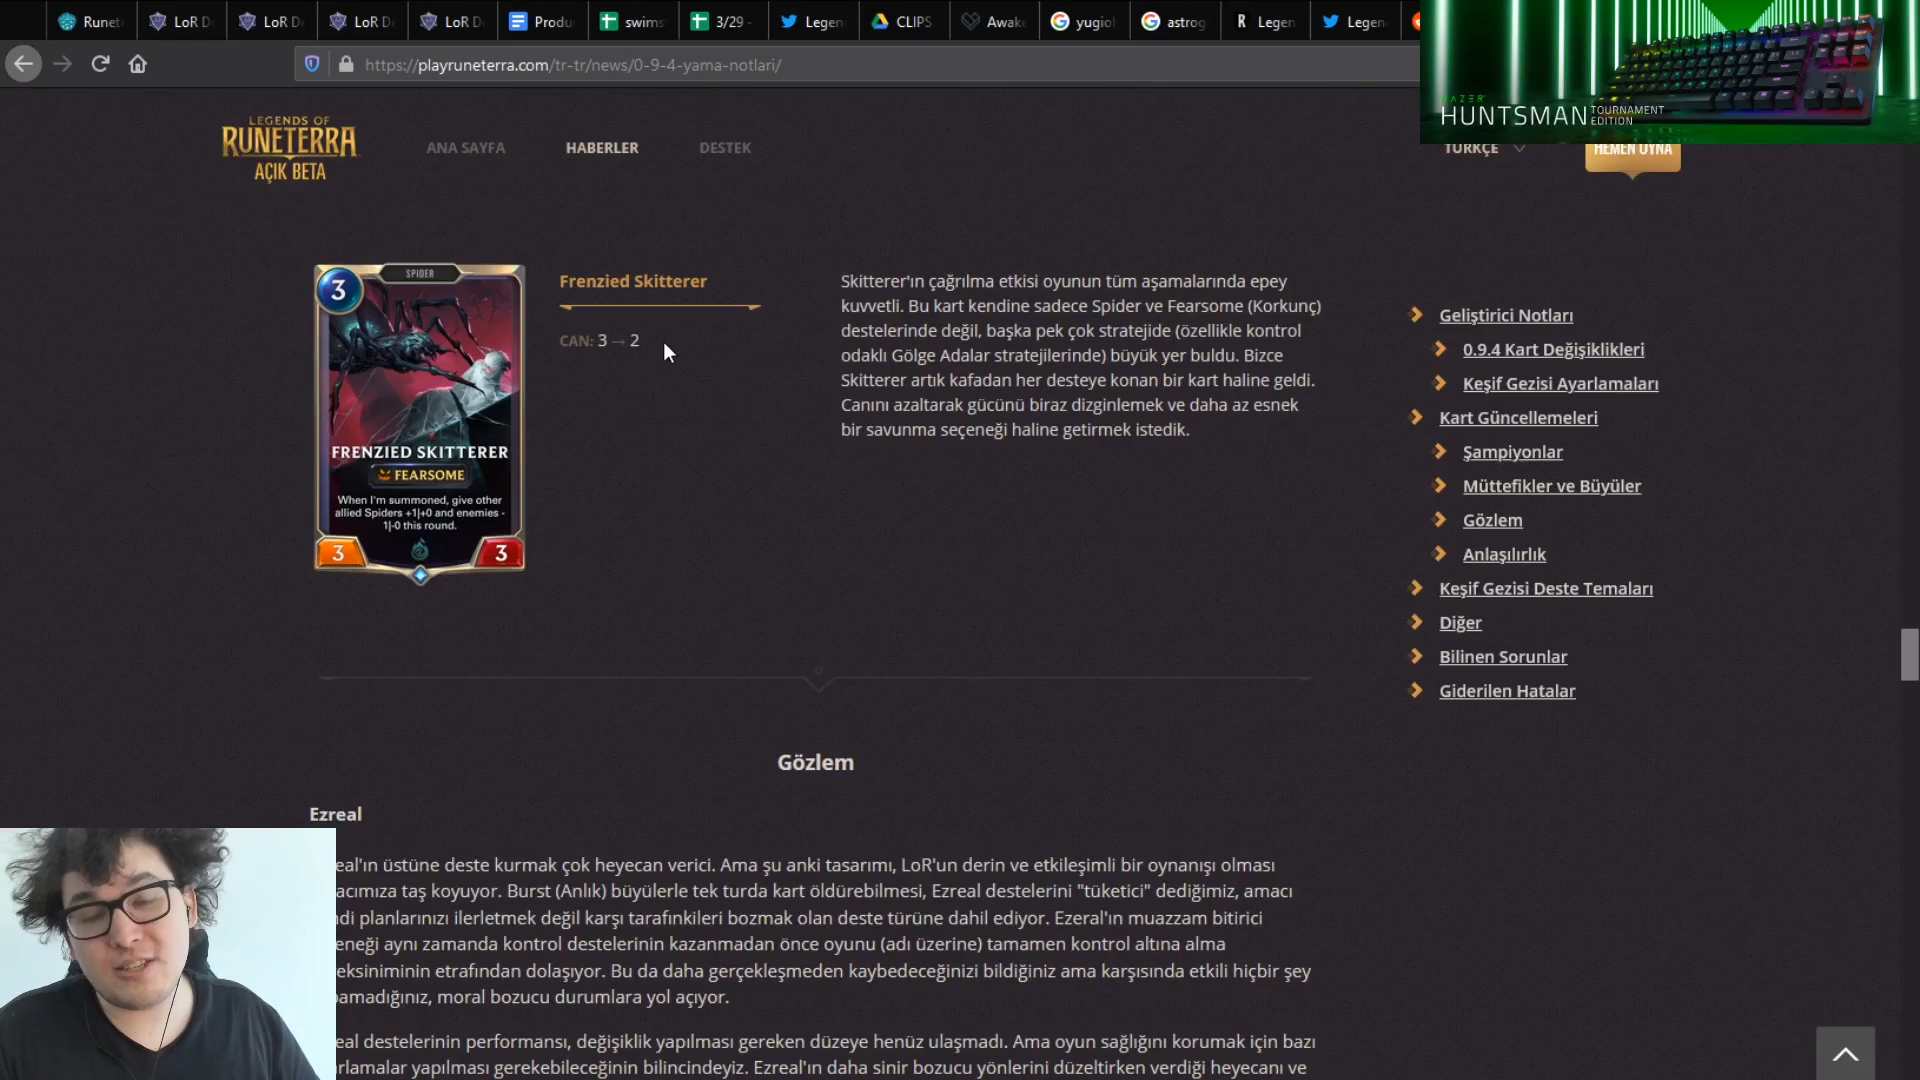 Runet
LoR D
LoR D
LoR D
LoR D
Produ
swims
3/29 -
Legen
CLIPS
Awak
yugioh
astrog
Legen
Legen
https://playruneterra.com/tr-tr/news/0-9-4-yama-notlari/
RAZER
HUNTSMAN TOURNAMENT EDITION
LEGENDS OF
RUNETERRA
AÇIK BETA
ANA SAYFA
HABERLER
DESTEK
TÜRKÇE
HEMEN OYNA
3
SPIDER
FRENZIED SKITTERER
FEARSOME
When I'm summoned, give other
allied Spiders +1|+0 and enemies -
1|-0 this round.
3
3
Frenzied Skitterer
CAN: 3 → 2
Skitterer'ın çağrılma etkisi oyunun tüm aşamalarında epey
kuvvetli. Bu kart kendine sadece Spider ve Fearsome (Korkunç)
destelerinde değil, başka pek çok stratejide (özellikle kontrol
odaklı Gölge Adalar stratejilerinde) büyük yer buldu. Bizce
Skitterer artık kafadan her desteye konan bir kart haline geldi.
Canını azaltarak gücünü biraz dizginlemek ve daha az esnek
bir savunma seçeneği haline getirmek istedik.
Geliştirici Notları
0.9.4 Kart Değişiklikleri
Keşif Gezisi Ayarlamaları
Kart Güncellemeleri
Şampiyonlar
Müttefikler ve Büyüler
Gözlem
Anlaşılırlık
Keşif Gezisi Deste Temaları
Diğer
Bilinen Sorunlar
Giderilen Hatalar
Gözlem
Ezreal
eal'ın üstüne deste kurmak çok heyecan verici. Ama şu anki tasarımı, LoR'un derin ve etkileşimli bir oynanışı olması
acımıza taş koyuyor. Burst (Anlık) büyülerle tek turda kart öldürebilmesi, Ezreal destelerini "tüketici" dediğimiz, amacı
ndi planlarınızı ilerletmek değil karşı tarafınkileri bozmak olan deste türüne dahil ediyor. Ezeral'ın muazzam bitirici
eneği aynı zamanda kontrol destelerinin kazanmadan önce oyunu (adı üzerine) tamamen kontrol altına alma
eksiniminin etrafından dolaşıyor. Bu da daha gerçekleşmeden kaybedeceğinizi bildiğiniz ama karşısında etkili hiçbir şey
pamadığınız, moral bozucu durumlara yol açıyor.
eal destelerinin performansı, değişiklik yapılması gereken düzeye henüz ulaşmadı. Ama oyun sağlığını korumak için bazı
arlamalar yapılması gerekebileceğinin bilincindeyiz. Ezreal'ın daha sinir bozucu yönlerini düzeltirken verdiği heyecanı ve